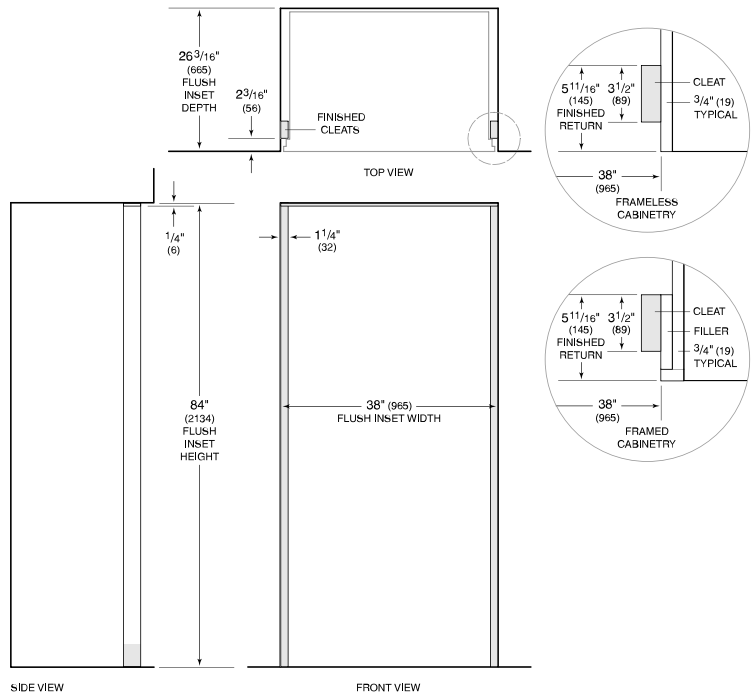 26 3/16"
(665)
FLUSH
INSET
DEPTH
2 3/16"
(56)
FINISHED
CLEATS
TOP VIEW
5 11/16"
(145)
FINISHED
RETURN
3 1/2"
(89)
CLEAT
3/4" (19)
TYPICAL
38"
(965)
FRAMELESS
CABINETRY
1/4"
(6)
1 1/4"
(32)
84"
(2134)
FLUSH
INSET
HEIGHT
38" (965)
FLUSH INSET WIDTH
5 11/16"
(145)
FINISHED
RETURN
3 1/2"
(89)
CLEAT
FILLER
3/4" (19)
TYPICAL
38"
(965)
FRAMED
CABINETRY
SIDE VIEW
FRONT VIEW